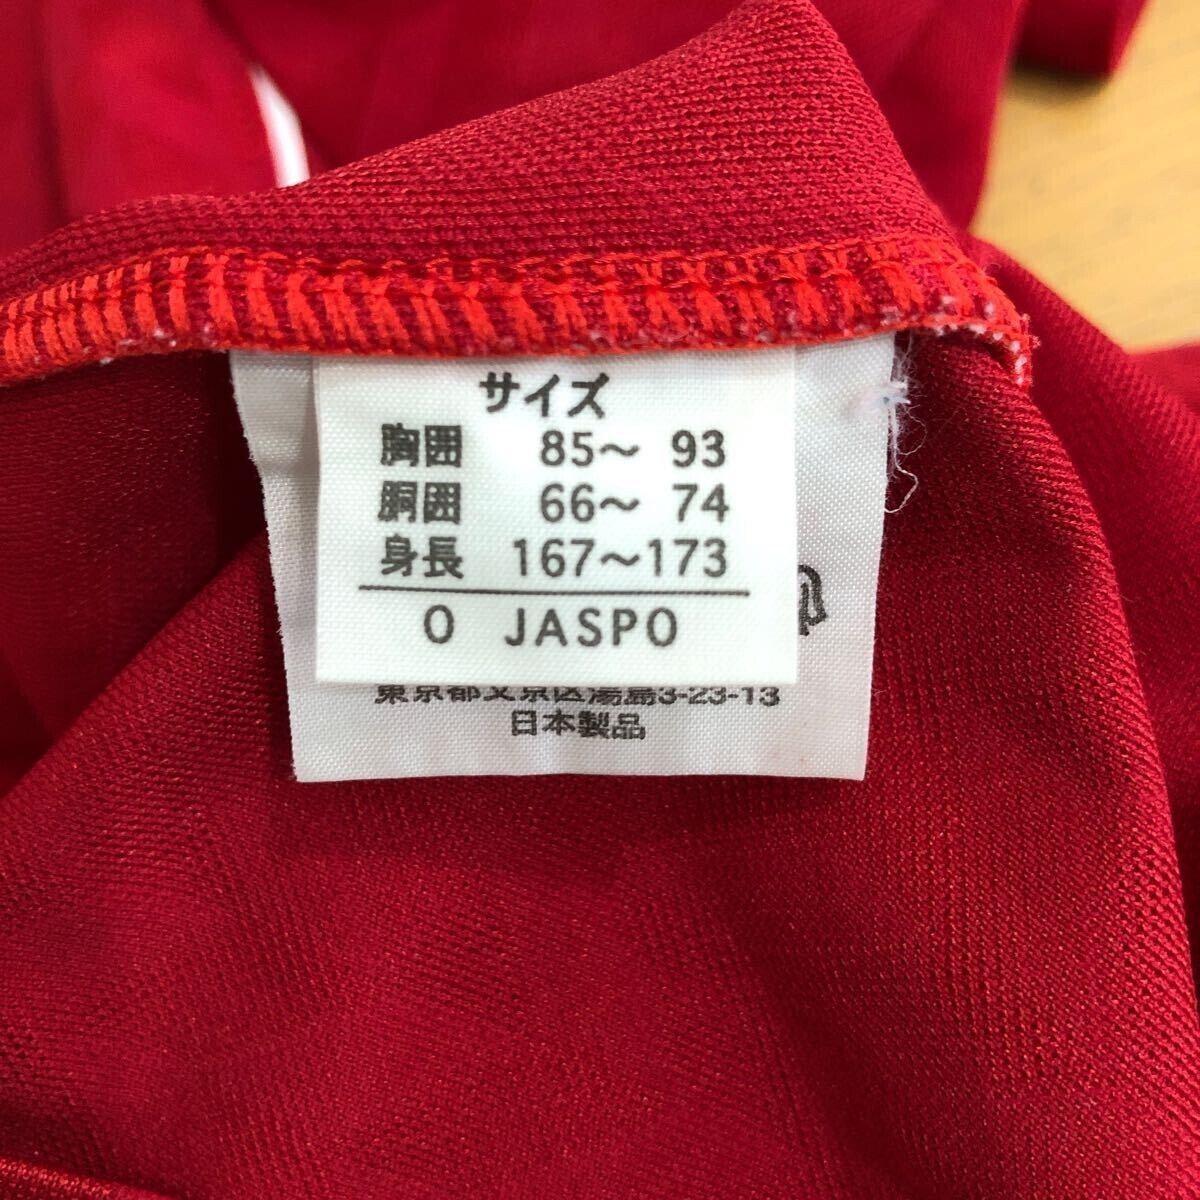 サイズ
胸囲 85～ 93
胴囲 66～ 74
身長 167～173
O JASPO
東京都文京区湯島3-23-13
日本製品